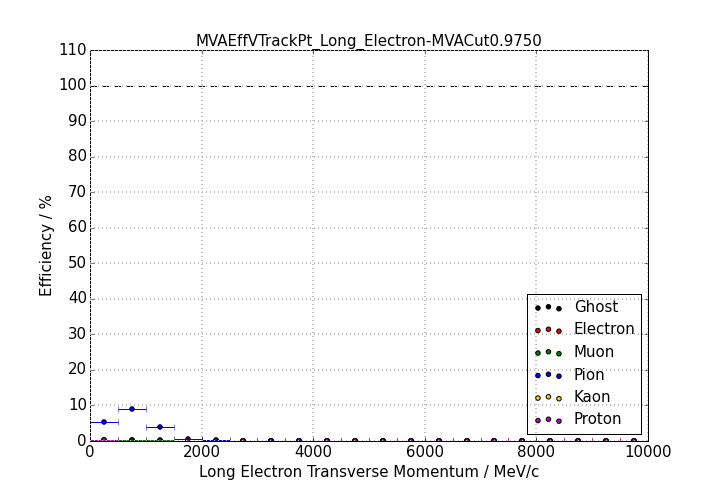 MVAEffVTrackPt_Long_Electron-MVACut0.9750
110
100
90
80
70
60
50
40
30
20
10
0
Efficiency / %
Ghost
Electron
Muon
Pion
Kaon
Proton
0 2000 4000 6000 8000 10000
Long Electron Transverse Momentum / MeV/c